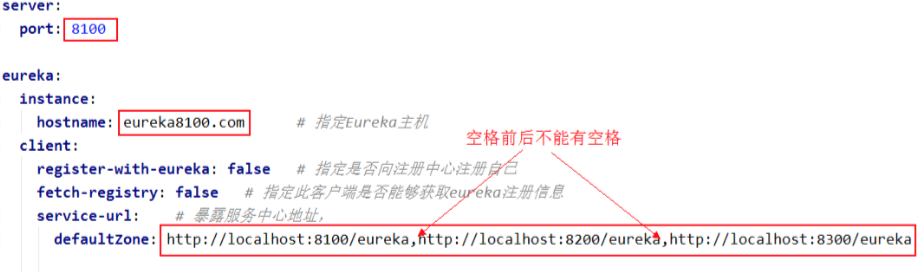 server:
port: 8100
eureka:
instance:
hostname: eureka8100.com # 指定Eureka主机
空格前后不能有空格
client:
register-with-eureka: false # 指定是否向注册中心注册自己
fetch-registry: false # 指定此客户端是否能够获取eureka注册信息
service-url: # 暴露服务中心地址,
defaultZone: http://localhost:8100/eureka,http://localhost:8200/eureka,http://localhost:8300/eureka